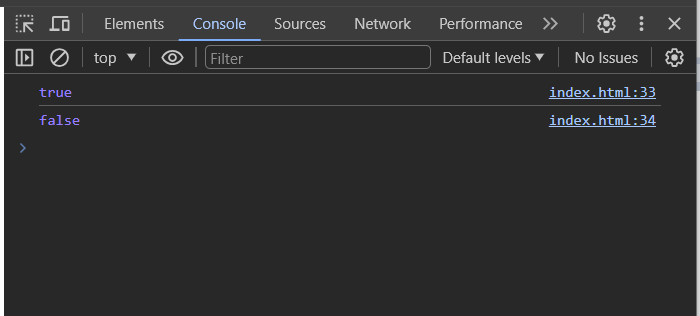 Elements Console Sources Network Performance
top Filter Default levels No Issues
true index.html:33
false index.html:34